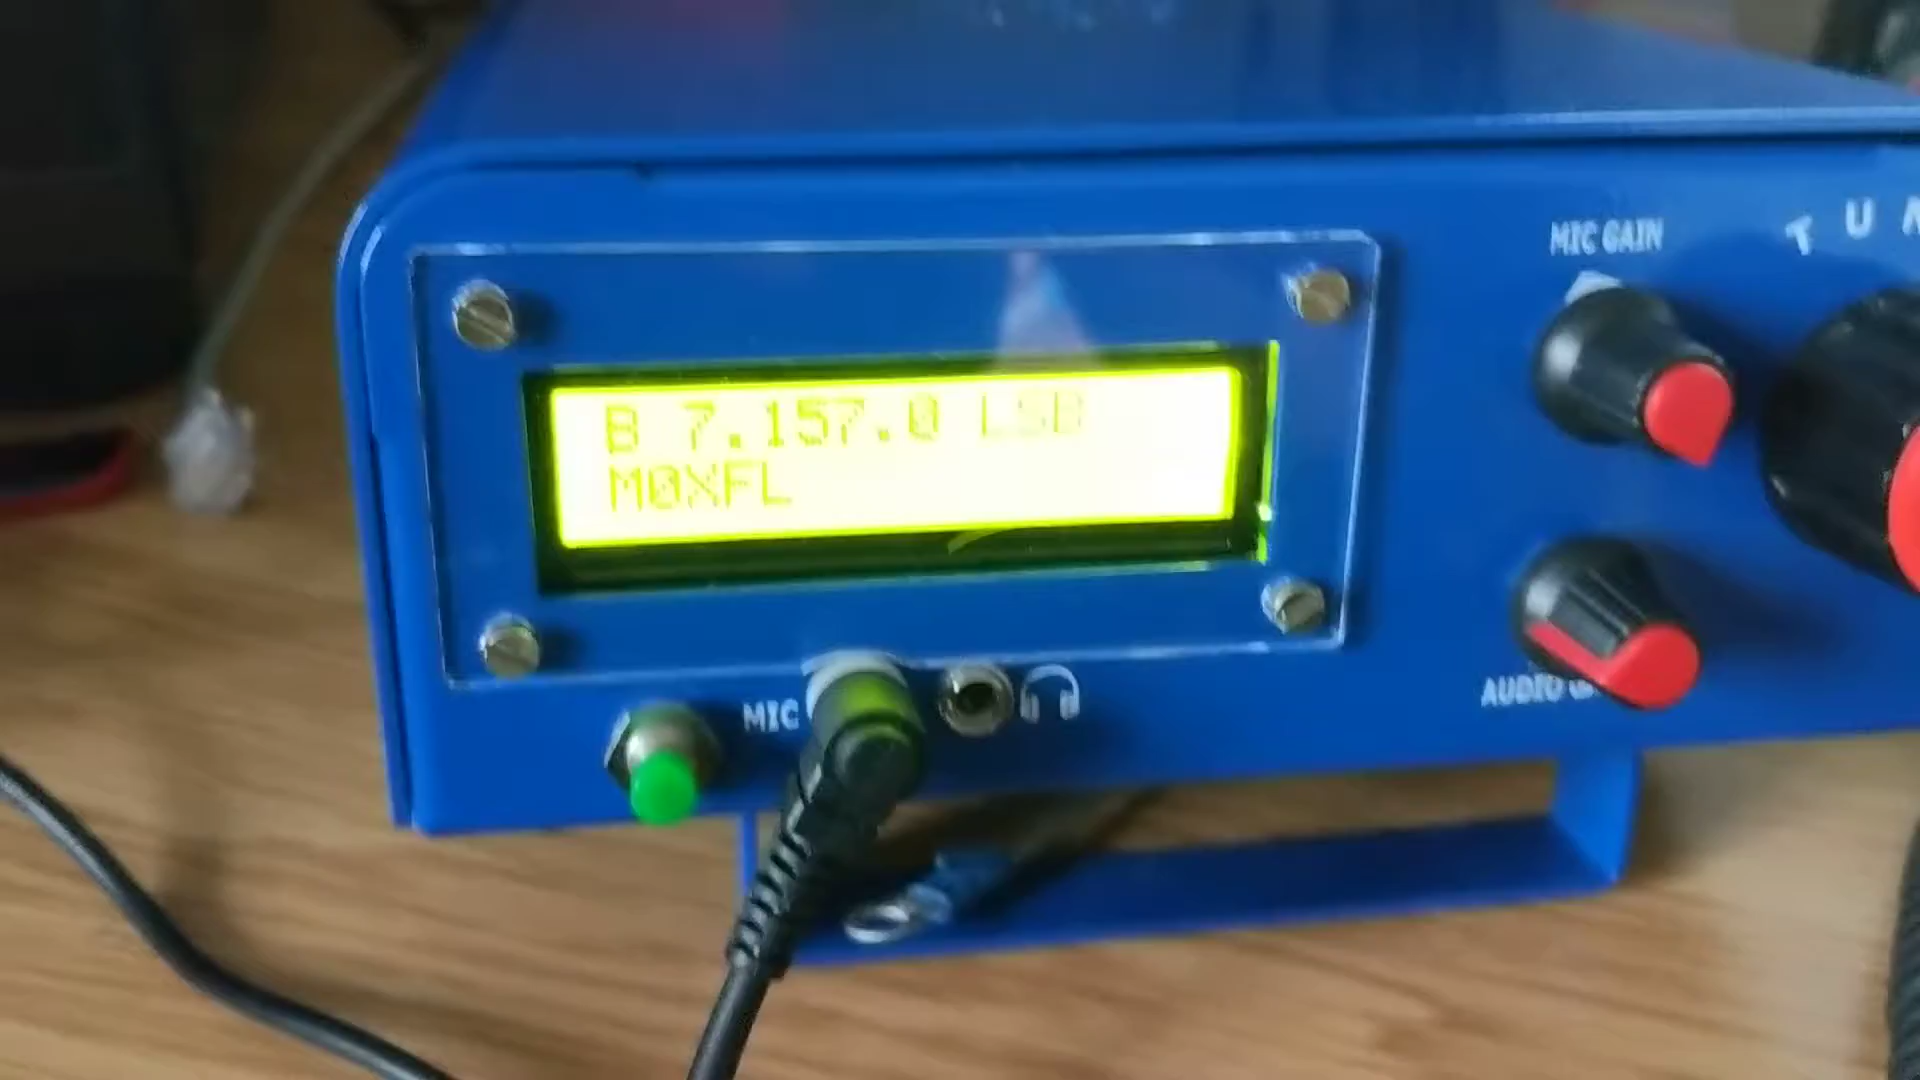 MIC GAIN
T U N
B 7.157.0 LSB
M0XFL
MIC
AUDIO